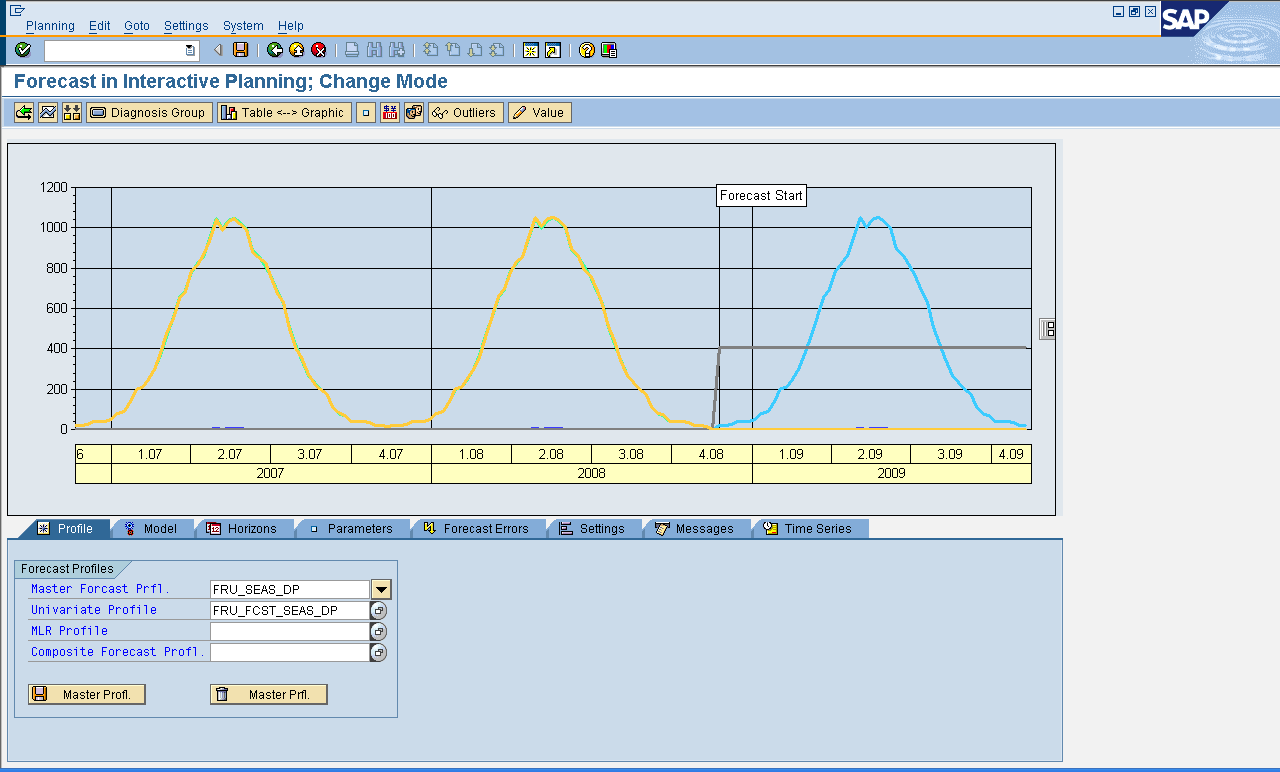 Planning Edit Goto Settings System Help
SAP
Forecast in Interactive Planning; Change Mode
Diagnosis Group Table <--> Graphic Outliers Value
1200
Forecast Start
1000
800
600
400
200
0
6 1.07 2.07 3.07 4.07 1.08 2.08 3.08 4.08 1.09 2.09 3.09 4.09
2007 2008 2009
Profile Model Horizons Parameters Forecast Errors Settings Messages Time Series
Forecast Profiles
Master Forcast Prfl. FRU_SEAS_DP
Univariate Profile FRU_FCST_SEAS_DP
MLR Profile
Composite Forecast Profl.
Master Profl. Master Prfl.